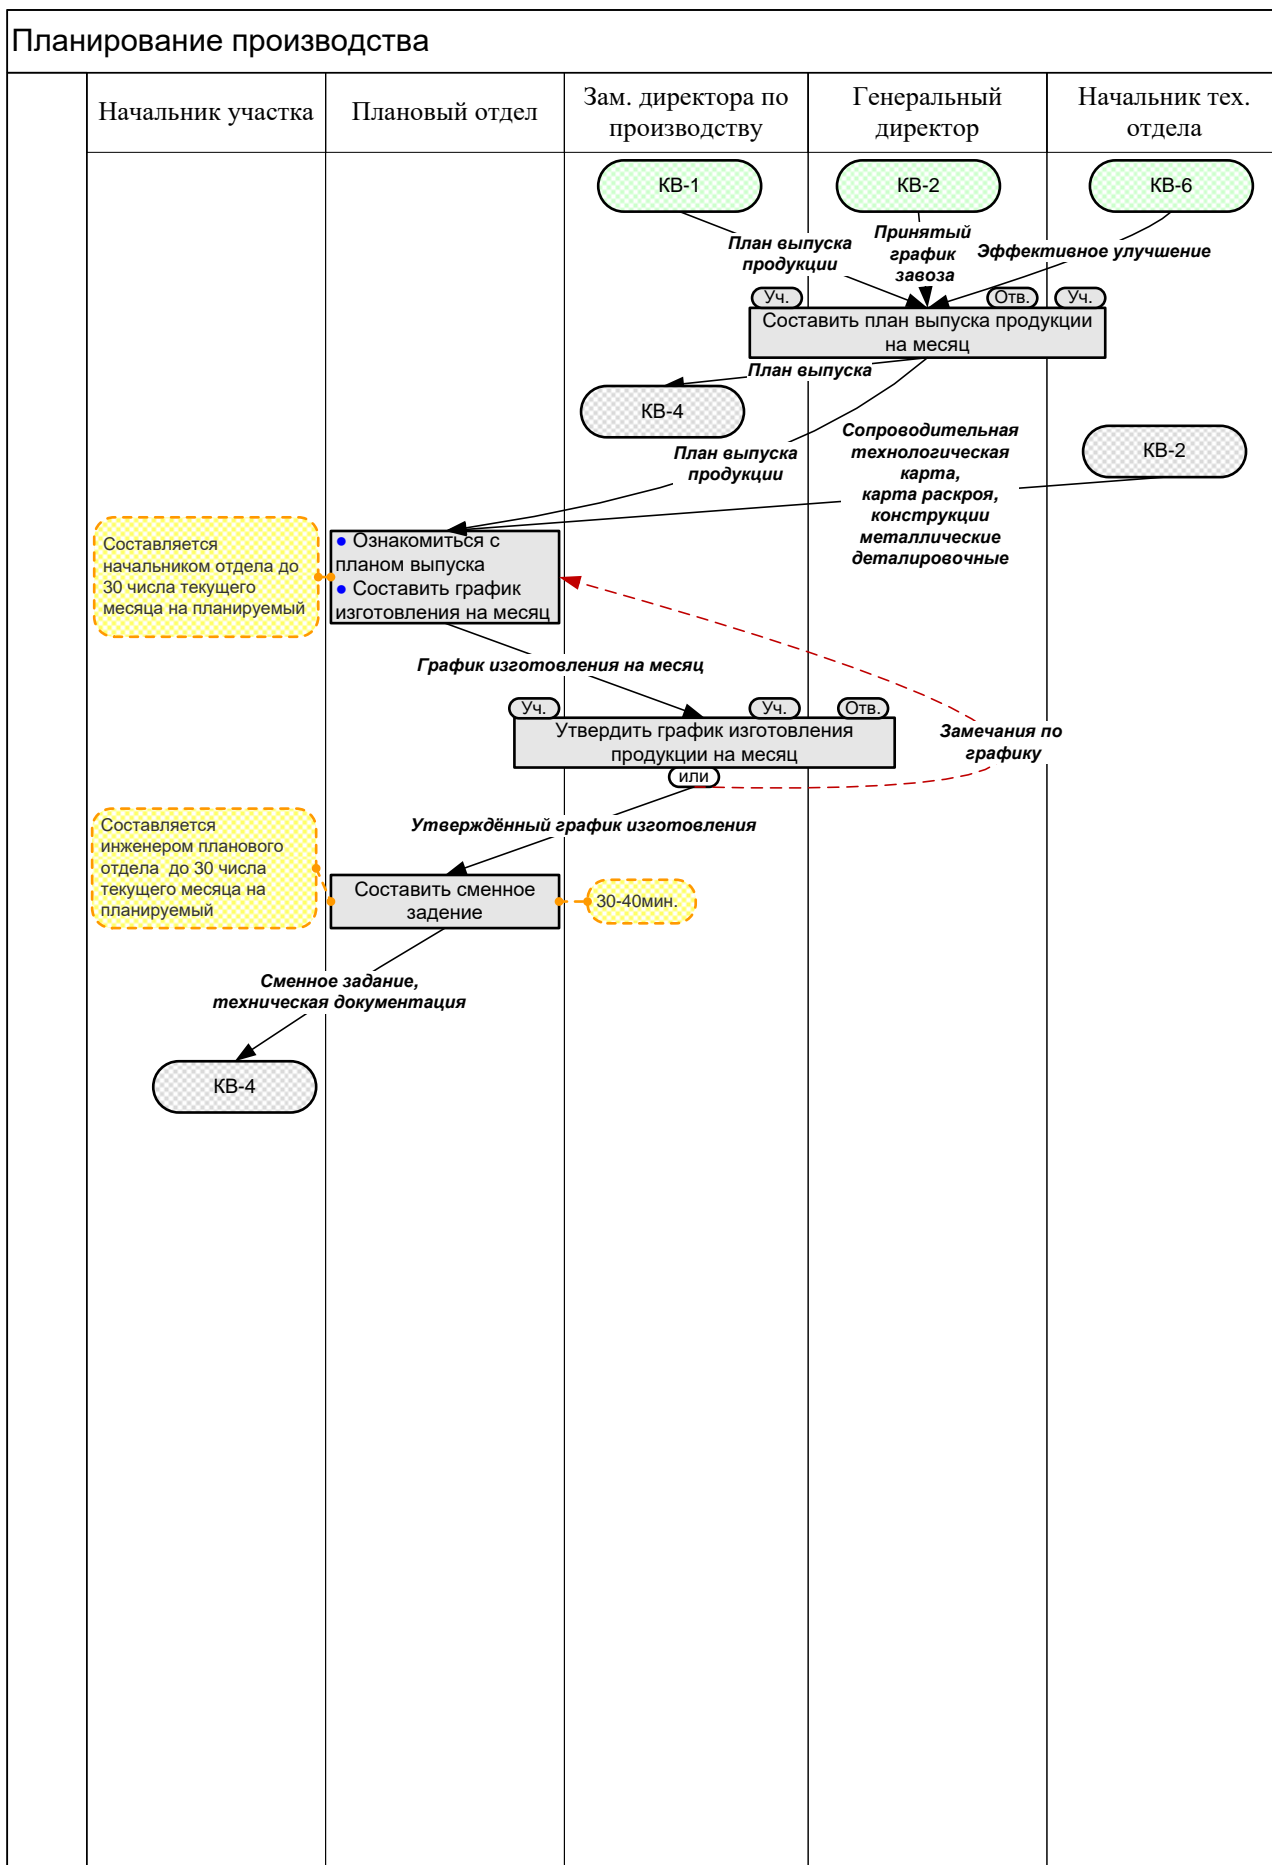 Планирование производства
Начальник участка
Плановый отдел
Зам. директора по
производству
Генеральный
директор
Начальник тех.
отдела
КВ-1
КВ-2
КВ-6
План выпуска
продукции
Принятый
график
завоза
Эффективное улучшение
Уч.
Отв.
Уч.
Составить план выпуска продукции
на месяц
План выпуска
КВ-4
План выпуска
продукции
Сопроводительная
технологическая
карта,
карта раскроя,
конструкции
металлические
деталировочные
КВ-2
Составляется
начальником отдела до
30 числа текущего
месяца на планируемый
● Ознакомиться с
планом выпуска
● Составить график
изготовления на месяц
График изготовления на месяц
Уч.
Уч.
Отв.
Утвердить график изготовления
продукции на месяц
или
Замечания по
графику
Утверждённый график изготовления
Составляется
инженером планового
отдела до 30 числа
текущего месяца на
планируемый
Составить сменное
задение
30-40мин.
Сменное задание,
техническая документация
КВ-4